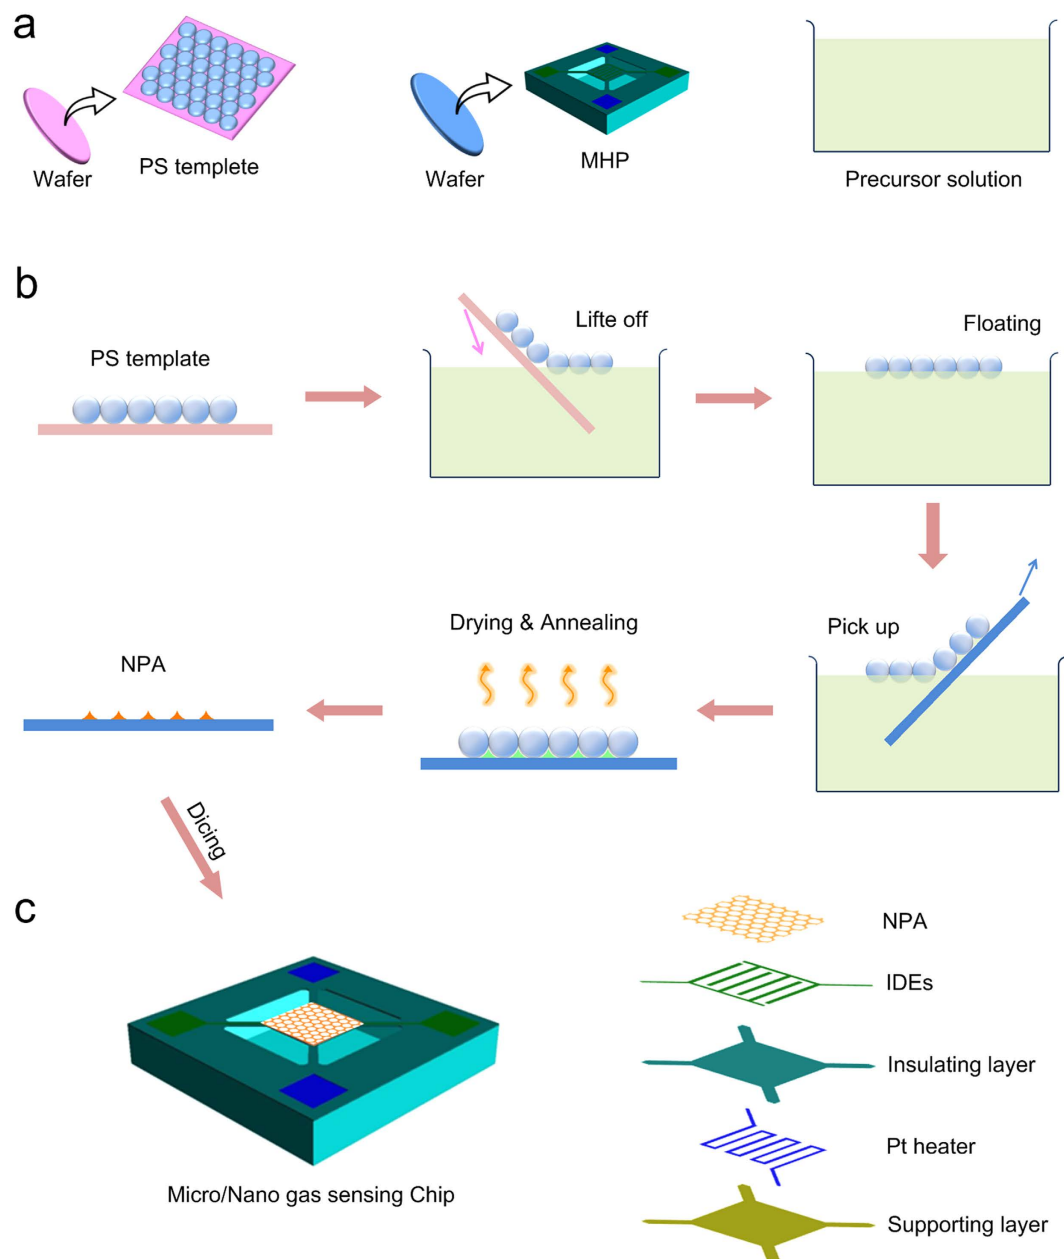 a
Wafer
PS templete
Wafer
MHP
Precursor solution
b
PS template
Lifte off
Floating
Pick up
Drying & Annealing
NPA
Dicing
c
Micro/Nano gas sensing Chip
NPA
IDEs
Insulating layer
Pt heater
Supporting layer